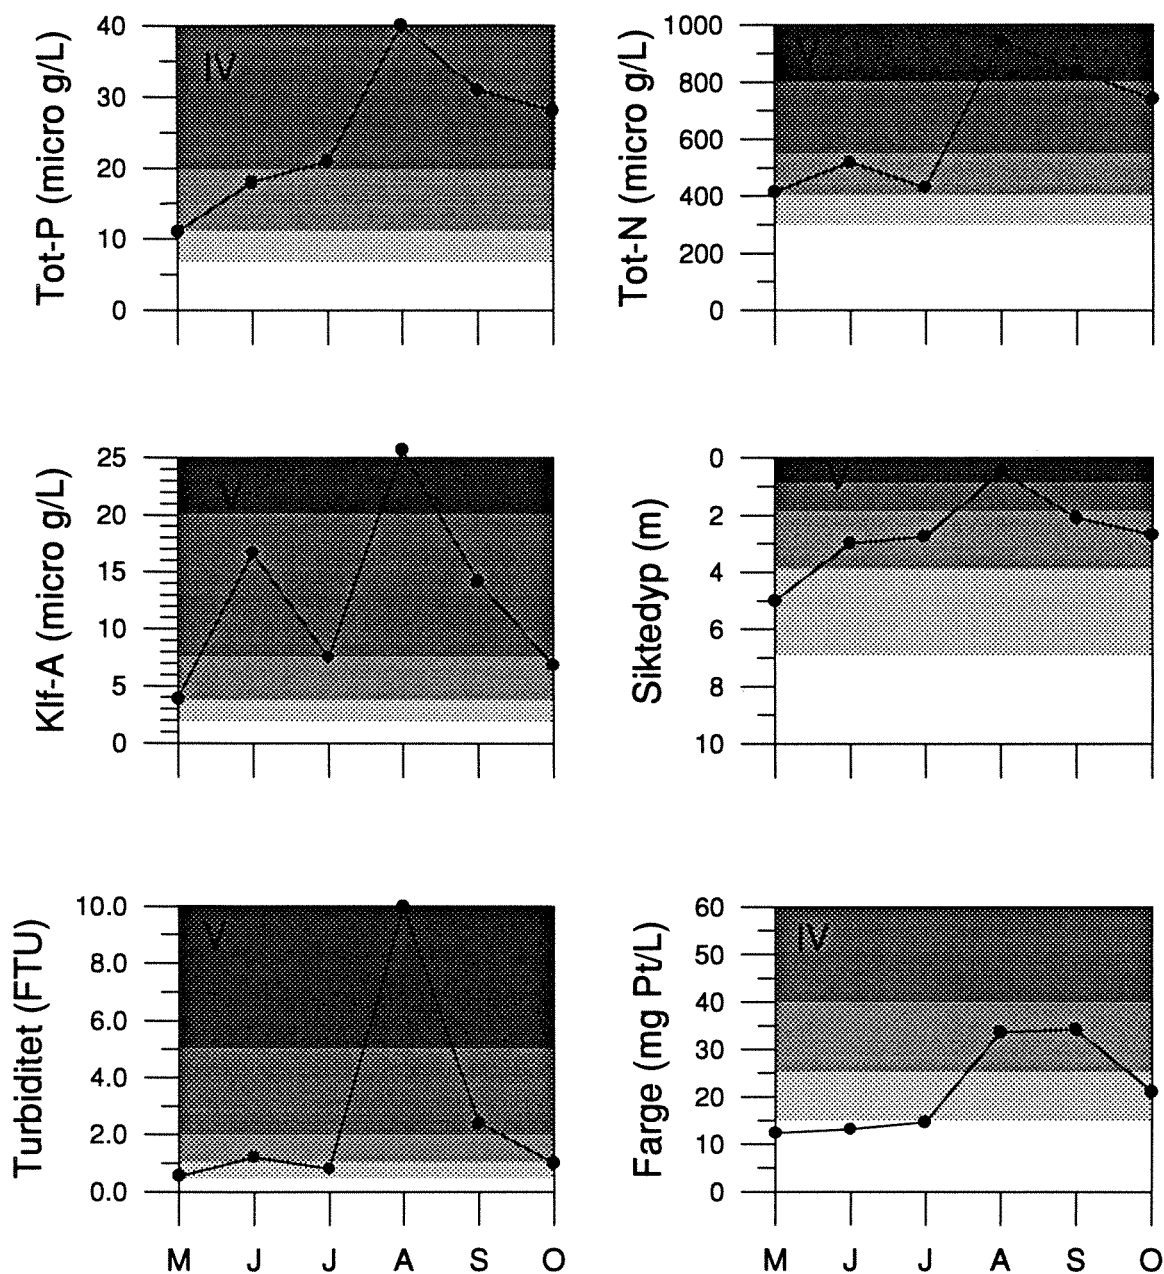 Tot-P (micro g/L)
40
30
20
10
0
IV
Tot-N (micro g/L)
1000
800
600
400
200
0
V
Klf-A (micro g/L)
25
20
15
10
5
0
V
Siktedyp (m)
0
2
4
6
8
10
V
Turbiditet (FTU)
10.0
8.0
6.0
4.0
2.0
0.0
V
M J J A S O
Farge (mg Pt/L)
60
50
40
30
20
10
0
IV
M J J A S O